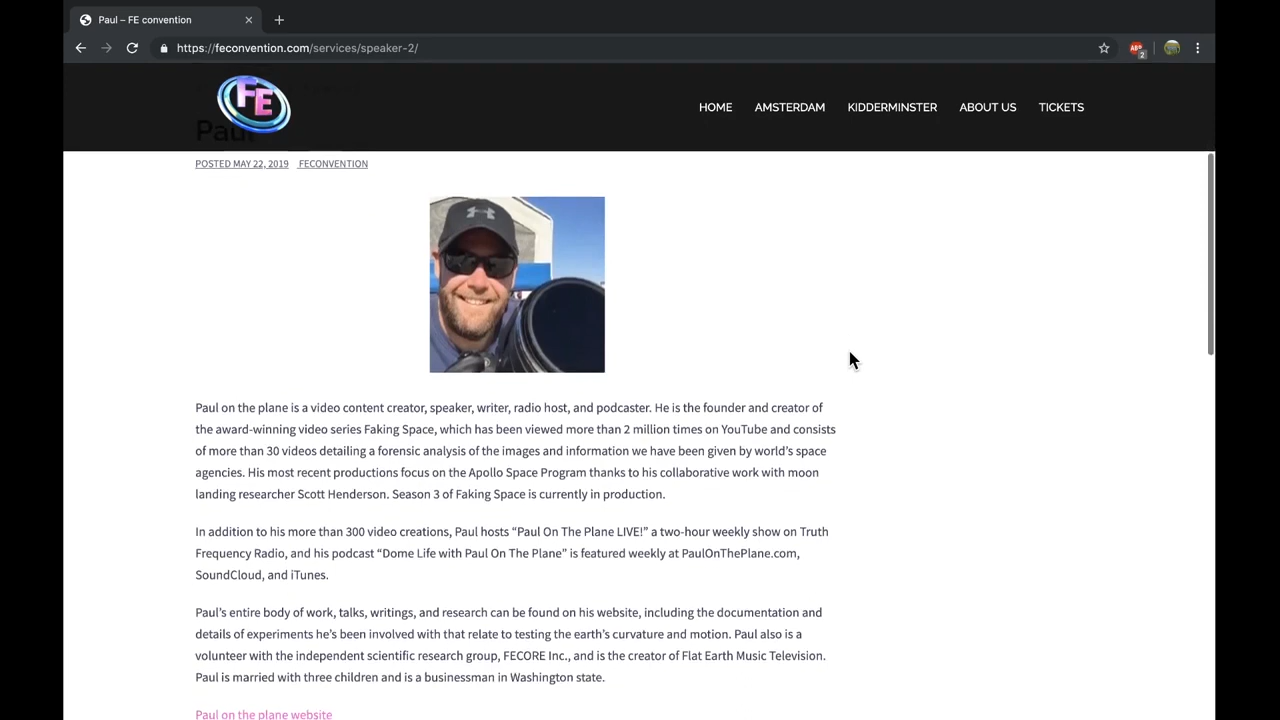 Paul – FE convention
https://feconvention.com/services/speaker-2/
ABP
2
FE
HOME AMSTERDAM KIDDERMINSTER ABOUT US TICKETS
Paul
POSTED MAY 22, 2019 FECONVENTION
Paul on the plane is a video content creator, speaker, writer, radio host, and podcaster. He is the founder and creator of
the award-winning video series Faking Space, which has been viewed more than 2 million times on YouTube and consists
of more than 30 videos detailing a forensic analysis of the images and information we have been given by world's space
agencies. His most recent productions focus on the Apollo Space Program thanks to his collaborative work with moon
landing researcher Scott Henderson. Season 3 of Faking Space is currently in production.
In addition to his more than 300 video creations, Paul hosts “Paul On The Plane LIVE!” a two-hour weekly show on Truth
Frequency Radio, and his podcast “Dome Life with Paul On The Plane” is featured weekly at PaulOnThePlane.com,
SoundCloud, and iTunes.
Paul's entire body of work, talks, writings, and research can be found on his website, including the documentation and
details of experiments he's been involved with that relate to testing the earth's curvature and motion. Paul also is a
volunteer with the independent scientific research group, FECORE Inc., and is the creator of Flat Earth Music Television.
Paul is married with three children and is a businessman in Washington state.
Paul on the plane website